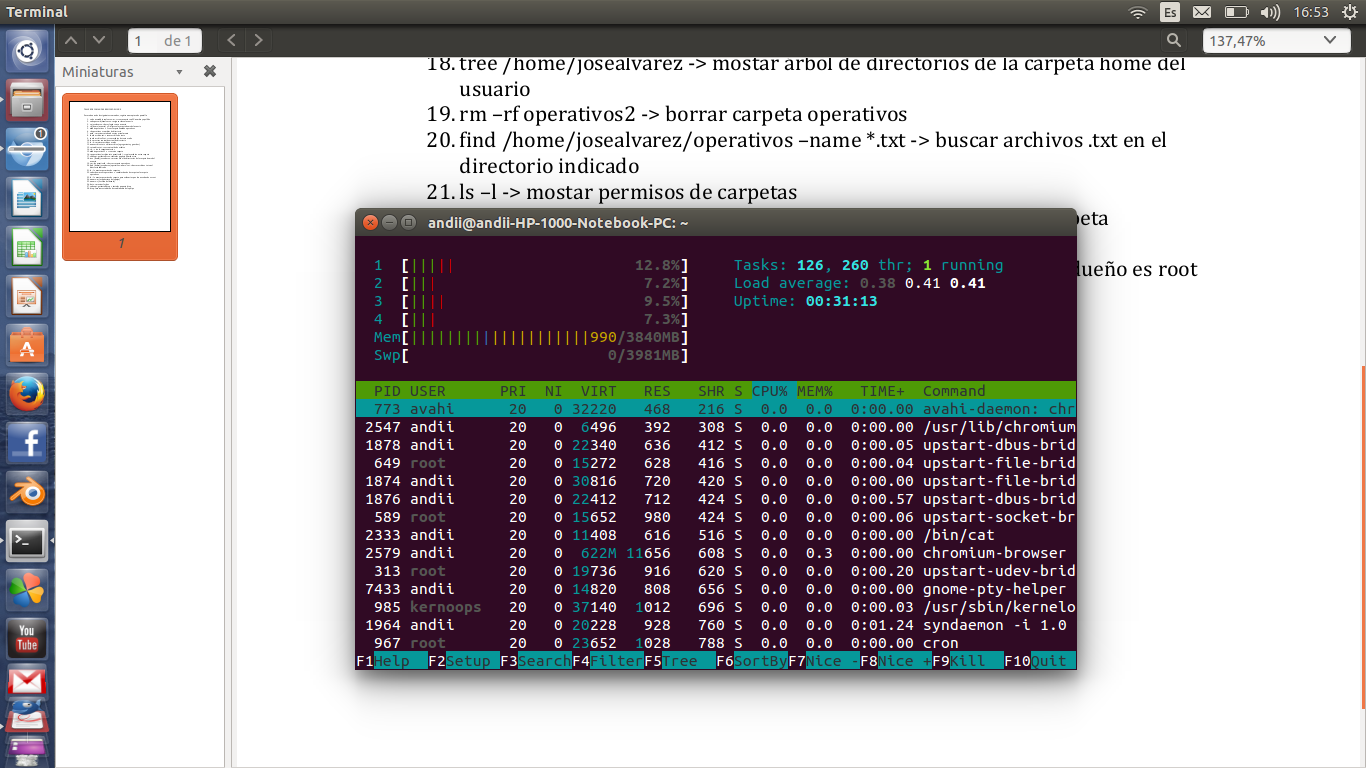 Terminal
Es
16:53
1 de 1
137,47%
Miniaturas
1
1
18. tree /home/josealvarez -> mostar arbol de directorios de la carpeta home del
usuario
19. rm –rf operativos2 -> borrar carpeta operativos
20. find /home/josealvarez/operativos –name *.txt -> buscar archivos .txt en el
directorio indicado
21. ls –l -> mostar permisos de carpetas
peta
dueño es root
andii@andii-HP-1000-Notebook-PC: ~
1 [||||| 12.8%] Tasks: 126, 260 thr; 1 running
2 [||| 7.2%] Load average: 0.38 0.41 0.41
3 [|||| 9.5%] Uptime: 00:31:13
4 [||| 7.3%]
Mem[||||||||||||||||||||990/3840MB]
Swp[ 0/3981MB]
PID USER PRI NI VIRT RES SHR S CPU% MEM% TIME+ Command
773 avahi 20 0 32220 468 216 S 0.0 0.0 0:00.00 avahi-daemon: chr
2547 andii 20 0 6496 392 308 S 0.0 0.0 0:00.00 /usr/lib/chromium
1878 andii 20 0 22340 636 412 S 0.0 0.0 0:00.05 upstart-dbus-brid
649 root 20 0 15272 628 416 S 0.0 0.0 0:00.04 upstart-file-brid
1874 andii 20 0 30816 720 420 S 0.0 0.0 0:00.00 upstart-file-brid
1876 andii 20 0 22412 712 424 S 0.0 0.0 0:00.57 upstart-dbus-brid
589 root 20 0 15652 980 424 S 0.0 0.0 0:00.06 upstart-socket-br
2333 andii 20 0 11408 616 516 S 0.0 0.0 0:00.00 /bin/cat
2579 andii 20 0 622M 11656 608 S 0.0 0.3 0:00.00 chromium-browser
313 root 20 0 19736 916 620 S 0.0 0.0 0:00.20 upstart-udev-brid
7433 andii 20 0 14820 808 656 S 0.0 0.0 0:00.00 gnome-pty-helper
985 kernoops 20 0 37140 1012 696 S 0.0 0.0 0:00.03 /usr/sbin/kernelo
1964 andii 20 0 20228 928 760 S 0.0 0.0 0:01.24 syndaemon -i 1.0
967 root 20 0 23652 1028 788 S 0.0 0.0 0:00.00 cron
F1Help F2Setup F3SearchF4FilterF5Tree F6SortByF7Nice -F8Nice +F9Kill F10Quit
You
Tube